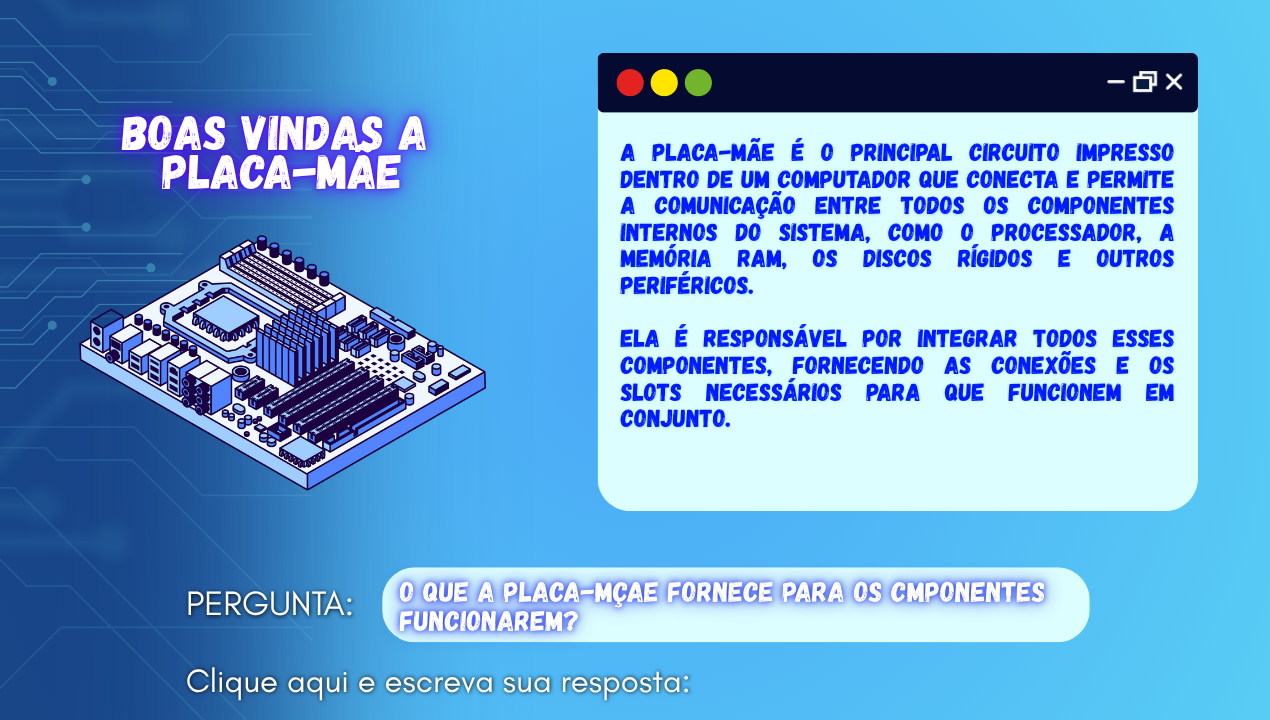 BOAS VINDAS A
PLACA-MÃE
A PLACA-MÃE É O PRINCIPAL CIRCUITO IMPRESSO
DENTRO DE UM COMPUTADOR QUE CONECTA E PERMITE
A COMUNICAÇÃO ENTRE TODOS OS COMPONENTES
INTERNOS DO SISTEMA, COMO O PROCESSADOR, A
MEMÓRIA RAM, OS DISCOS RÍGIDOS E OUTROS
PERIFÉRICOS.
ELA É RESPONSÁVEL POR INTEGRAR TODOS ESSES
COMPONENTES, FORNECENDO AS CONEXÕES E OS
SLOTS NECESSÁRIOS PARA QUE FUNCIONEM EM
CONJUNTO.
PERGUNTA:
O QUE A PLACA-MÇAE FORNECE PARA OS CMPONENTES
FUNCIONAREM?
Clique aqui e escreva sua resposta: